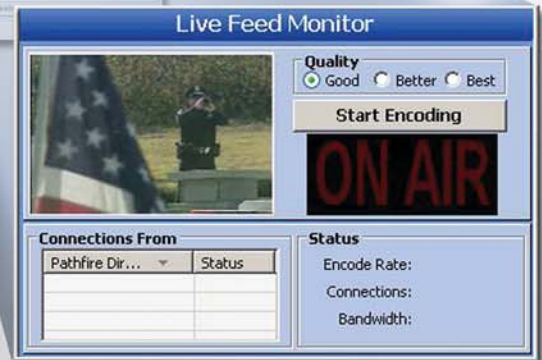 Live Feed Monitor
Quality
Good Better Best
Start Encoding
ON AIR
Connections From
Pathfire Dir... Status
Status
Encode Rate:
Connections:
Bandwidth: